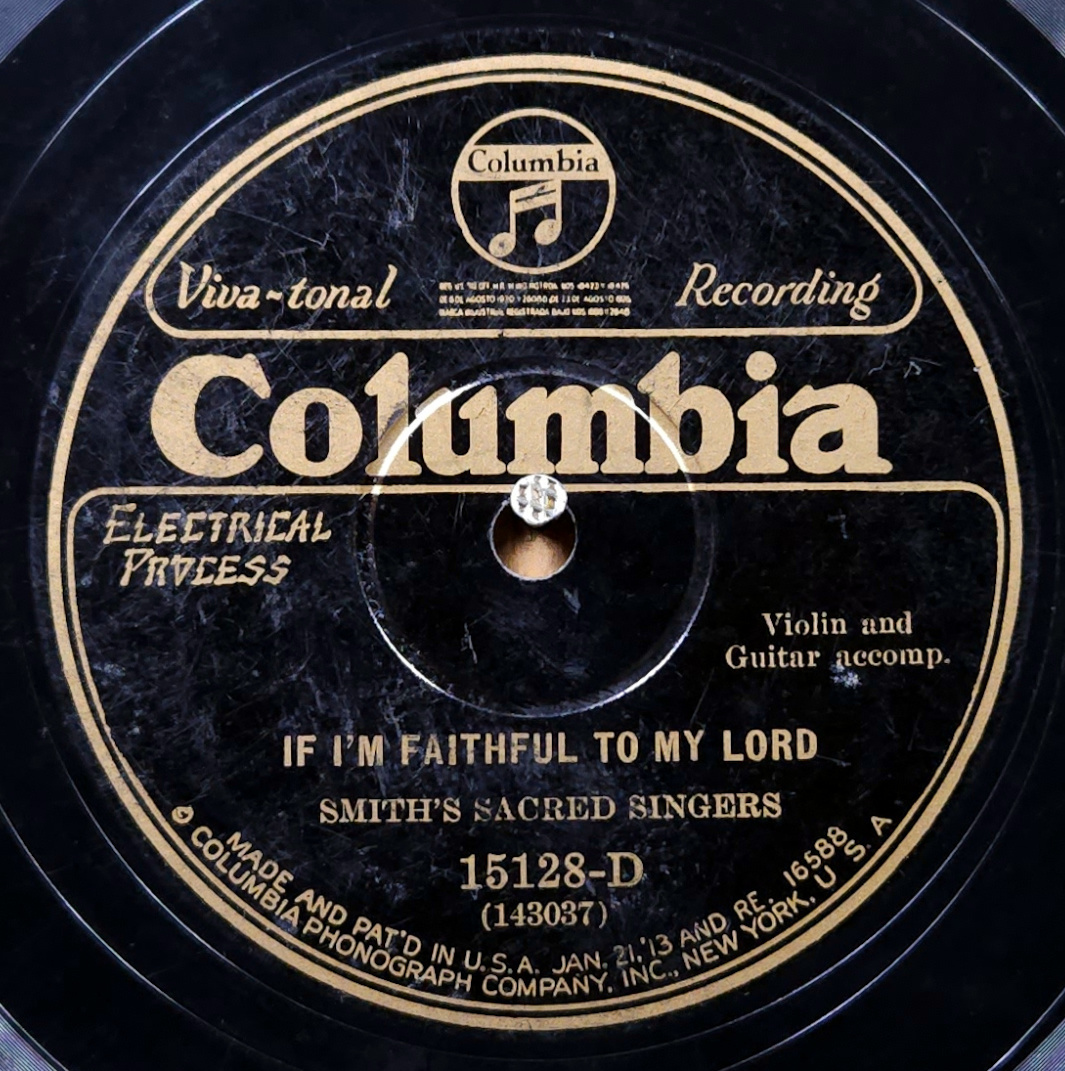 Columbia
Viva-tonal
Recording
Columbia
ELECTRICAL
PROCESS
Violin and
Guitar accomp.
IF I'M FAITHFUL TO MY LORD
SMITH'S SACRED SINGERS
15128-D
(143037)
MADE AND PAT'D IN U.S.A. JAN. 21,'13 AND RE. 16588
COLUMBIA PHONOGRAPH COMPANY, INC., NEW YORK, U S. A